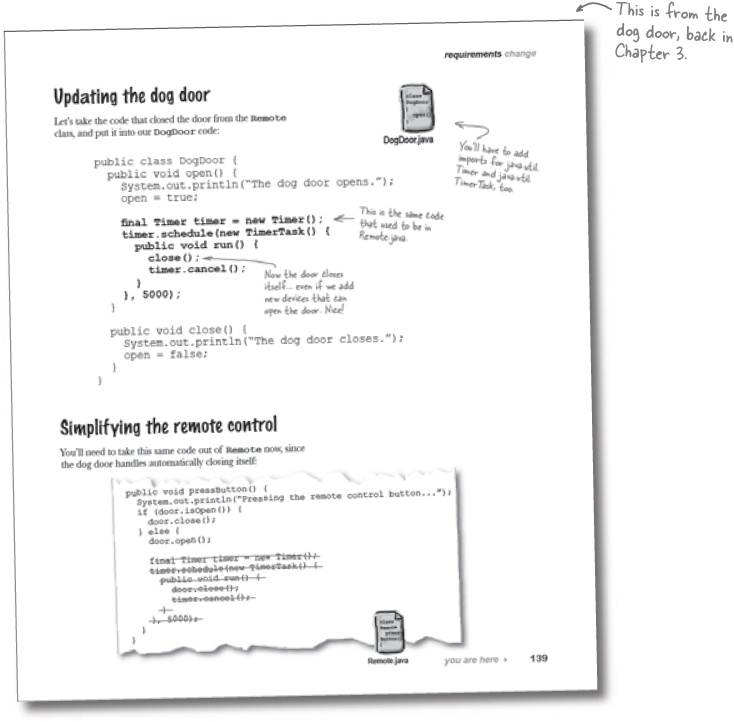 This is from the
dog door, back in
Chapter 3.
requirements change
Updating the dog door
Let's take the code that closed the door from the Remote
class, and put it into our DogDoor code:
class
DogDoor
{
open()
DogDoor.java
You'll have to add
imports for java.util.
Timer and java.util.
TimerTask, too.
public class DogDoor {
public void open() {
System.out.println("The dog door opens.");
open = true;
final Timer timer = new Timer();
This is the same code
that used to be in
Remote.java.
timer.schedule(new TimerTask() {
public void run() {
close();
timer.cancel();
Now the door closes
itself... even if we add
new devices that can
open the door. Nice!
}
}, 5000);
}
public void close() {
System.out.println("The dog door closes.");
open = false;
}
}
Simplifying the remote control
You'll need to take this same code out of Remote now, since
the dog door handles automatically closing itself:
public void pressButton() {
System.out.println("Pressing the remote control button...");
if (door.isOpen()) {
door.close();
} else {
door.open();
final Timer timer = new Timer();
timer.schedule(new TimerTask() {
public void run() {
door.close();
timer.cancel();
}
}, 5000);
}
}
class
Remote
press
Button()
Remote.java
you are here › 139